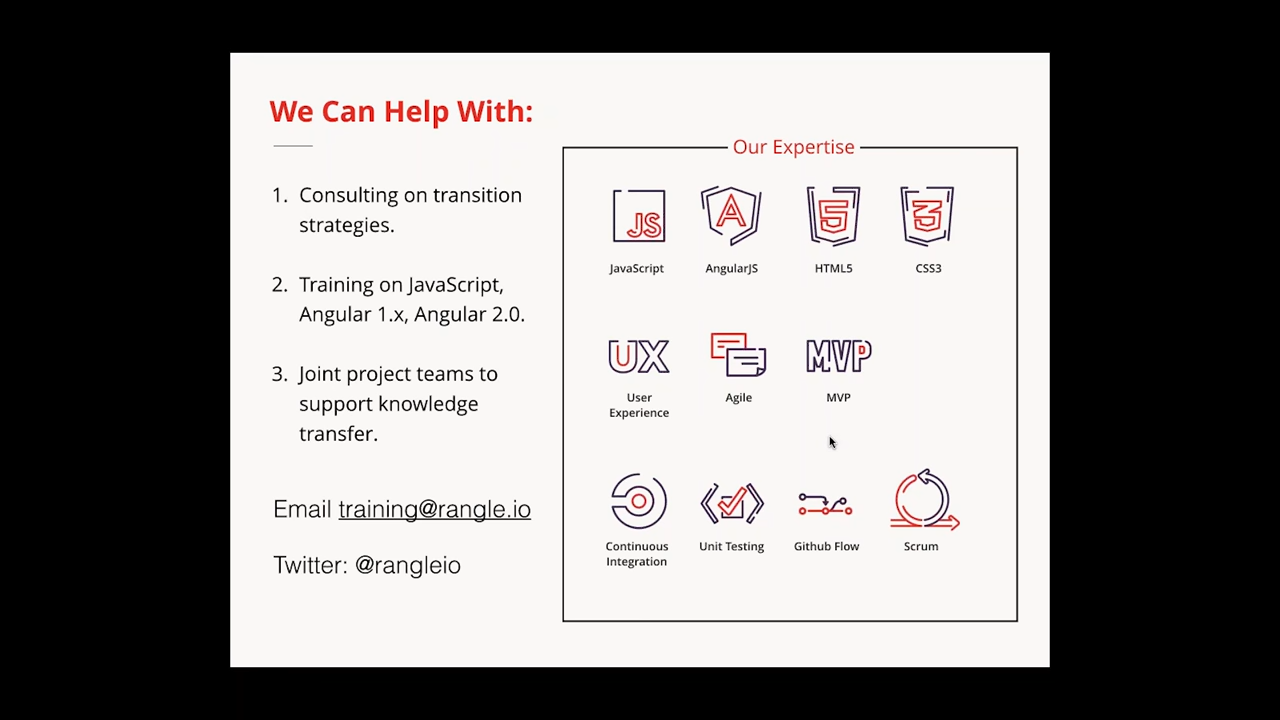 We Can Help With:
1. Consulting on transition
strategies.
2. Training on JavaScript,
Angular 1.x, Angular 2.0.
3. Joint project teams to
support knowledge
transfer.
Email training@rangle.io
Twitter: @rangleio
Our Expertise
JS
A
5
3
JavaScript
AngularJS
HTML5
CSS3
UX
MVP
User
Experience
Agile
MVP
Continuous
Integration
Unit Testing
Github Flow
Scrum